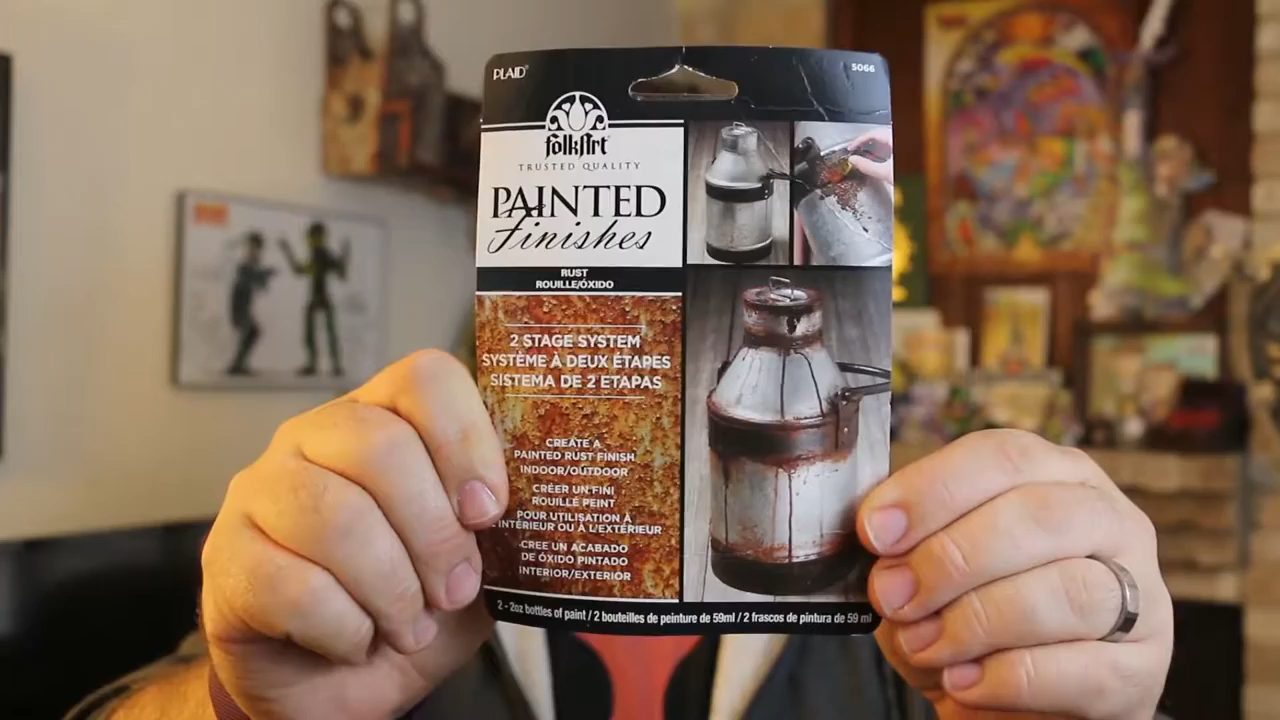 PLAID
5066
folkArt
TRUSTED QUALITY
PAINTED
Finishes
RUST
ROUILLE/ÓXIDO
2 STAGE SYSTEM
SYSTÈME À DEUX ÉTAPES
SISTEMA DE 2 ETAPAS
CREATE A
PAINTED RUST FINISH
INDOOR/OUTDOOR
CRÉER UN FINI
ROUILLÉ PEINT
POUR UTILISATION À
L'INTÉRIEUR OU À L'EXTÉRIEUR
CREE UN ACABADO
DE ÓXIDO PINTADO
INTERIOR/EXTERIOR
2 - 2oz bottles of paint / 2 bouteilles de peinture de 59ml / 2 frascos de pintura de 59 ml